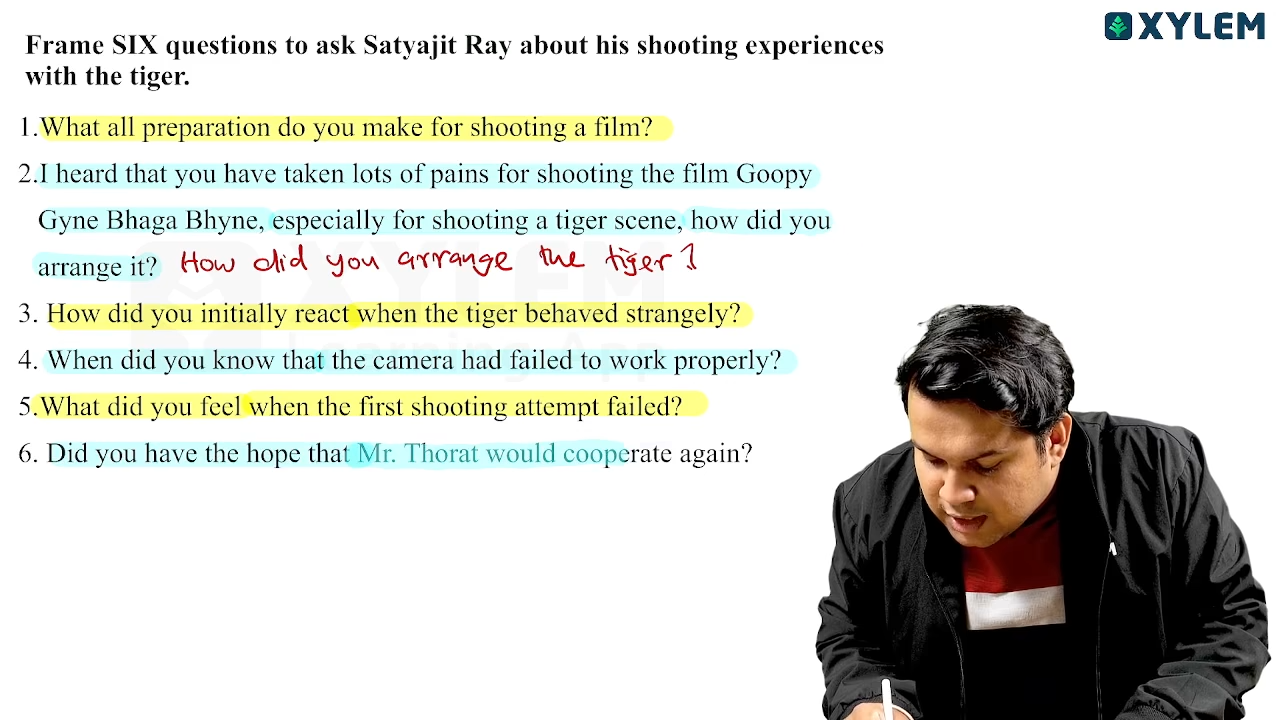 XYLEM
Frame SIX questions to ask Satyajit Ray about his shooting experiences
with the tiger.
1.What all preparation do you make for shooting a film?
2.I heard that you have taken lots of pains for shooting the film Goopy
Gyne Bhaga Bhyne, especially for shooting a tiger scene, how did you
arrange it? How did you arrange the tiger?
3. How did you initially react when the tiger behaved strangely?
4. When did you know that the camera had failed to work properly?
5.What did you feel when the first shooting attempt failed?
6. Did you have the hope that Mr. Thorat would cooperate again?
XYLEM
Learning App